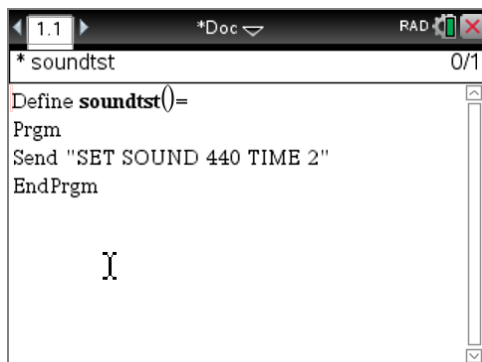 1.1 *Doc RAD
* soundtst 0/1
Define soundtst()=
Prgm
Send "SET SOUND 440 TIME 2"
EndPrgm